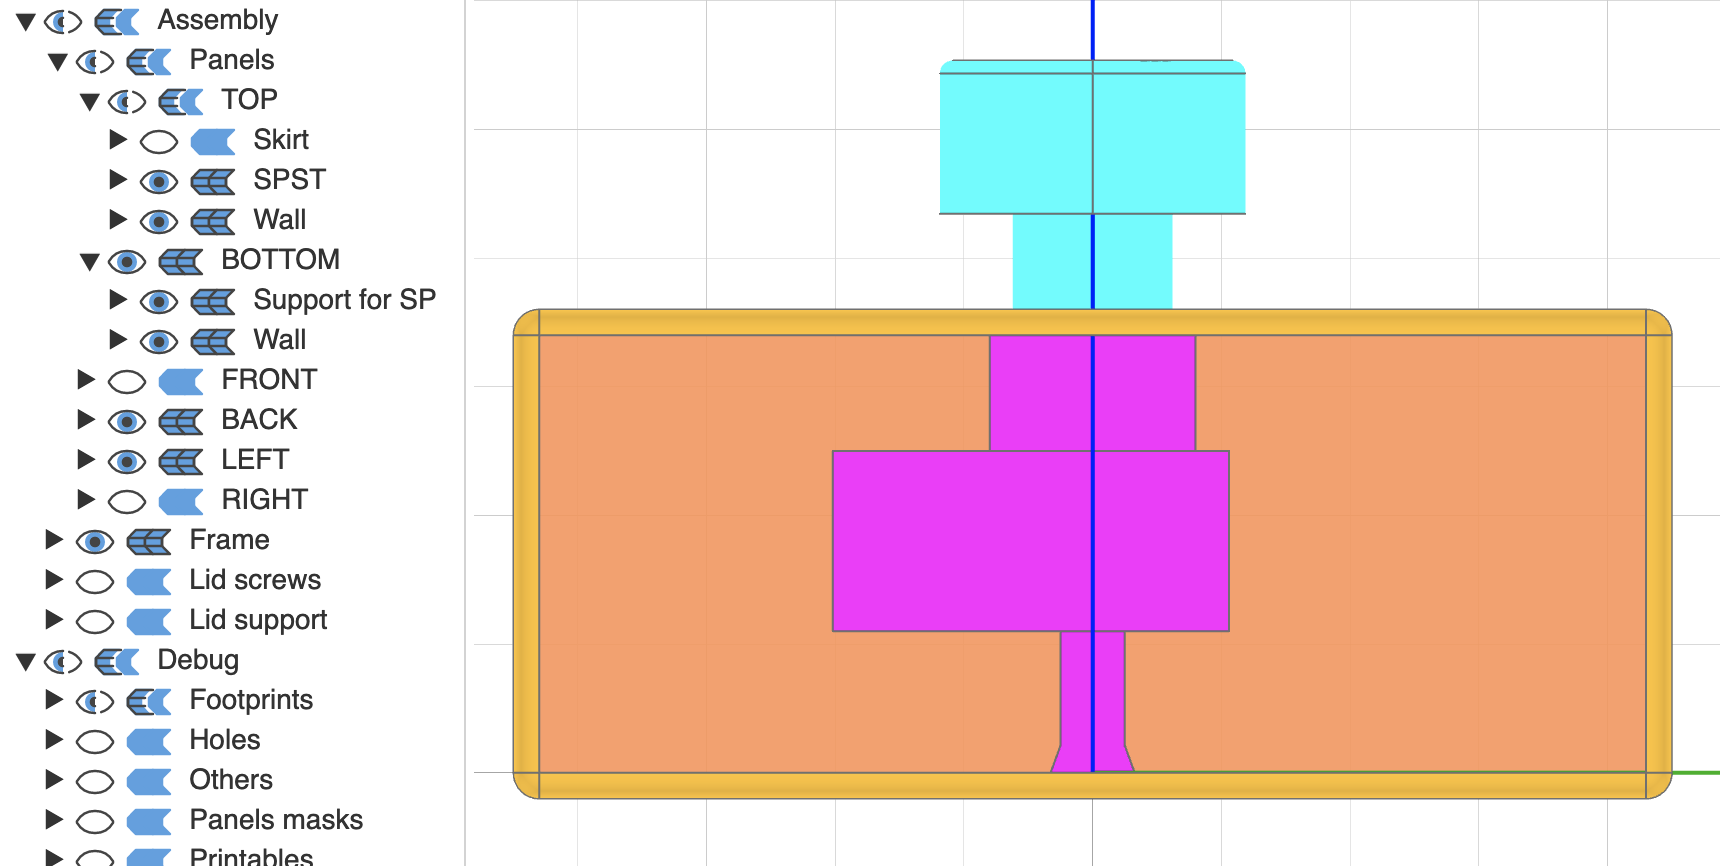 Assembly
Panels
TOP
Skirt
SPST
Wall
BOTTOM
Support for SP
Wall
FRONT
BACK
LEFT
RIGHT
Frame
Lid screws
Lid support
Debug
Footprints
Holes
Others
Panels masks
Printables